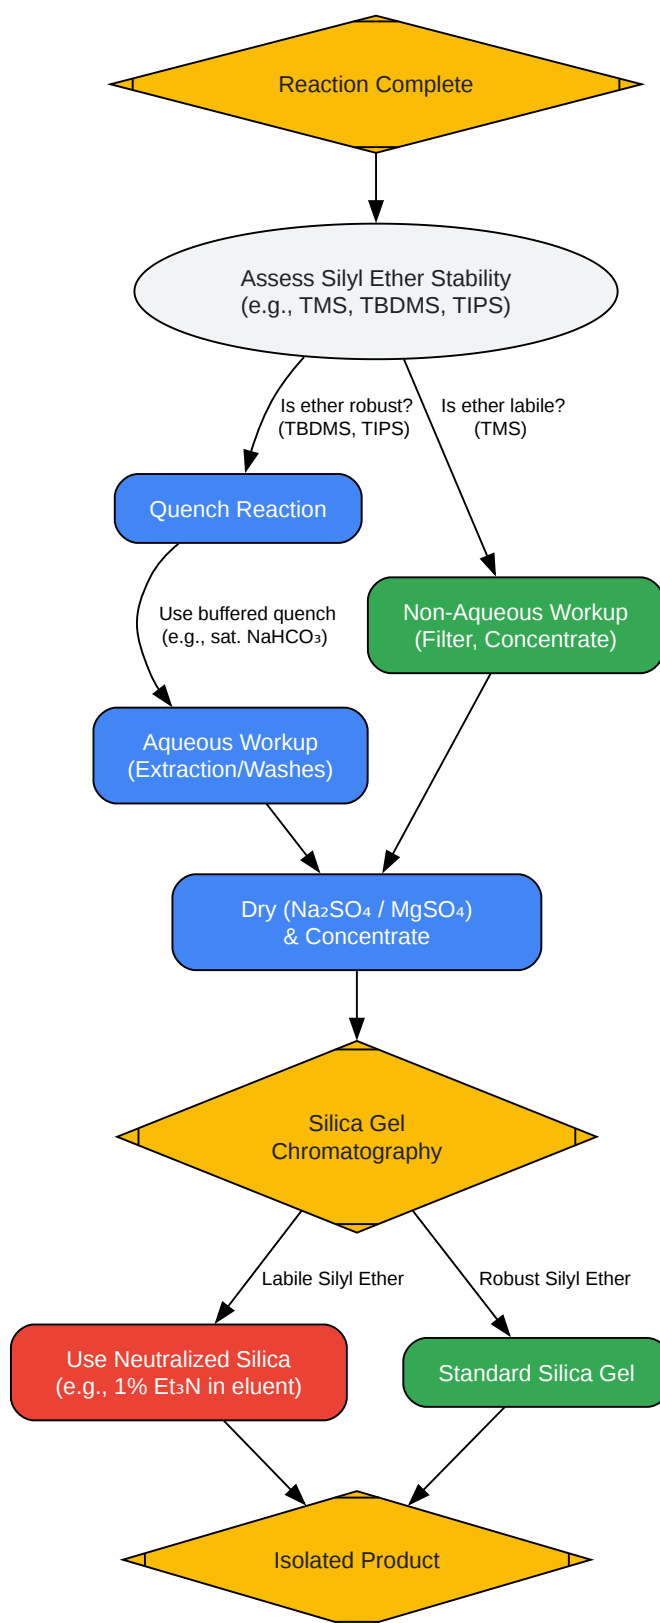 Reaction Complete
Assess Silyl Ether Stability
(e.g., TMS, TBDMS, TIPS)
Is ether robust?
(TBDMS, TIPS)
Is ether labile?
(TMS)
Quench Reaction
Non-Aqueous Workup
(Filter, Concentrate)
Use buffered quench
(e.g., sat. NaHCO₃)
Aqueous Workup
(Extraction/Washes)
Dry (Na₂SO₄ / MgSO₄)
& Concentrate
Silica Gel
Chromatography
Labile Silyl Ether
Robust Silyl Ether
Use Neutralized Silica
(e.g., 1% Et₃N in eluent)
Standard Silica Gel
Isolated Product